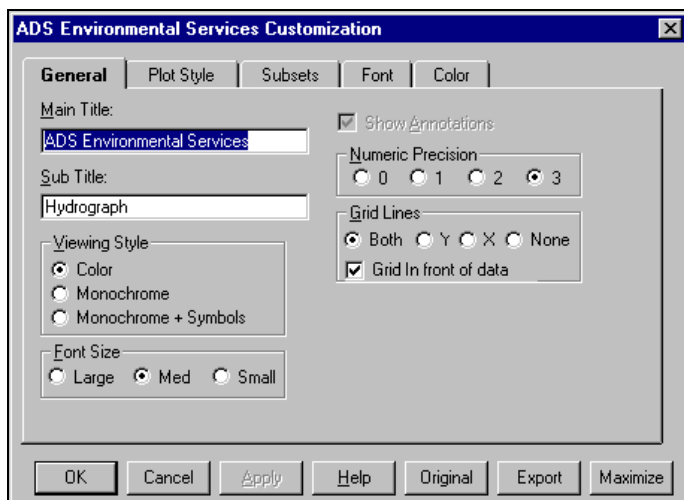 ADS Environmental Services Customization
General Plot Style Subsets Font Color
Main Title:
ADS Environmental Services
Sub Title:
Hydrograph
Viewing Style
Color
Monochrome
Monochrome + Symbols
Font Size
Large Med Small
Show Annotations
Numeric Precision
0 1 2 3
Grid Lines
Both Y X None
Grid In front of data
OK Cancel Apply Help Original Export Maximize